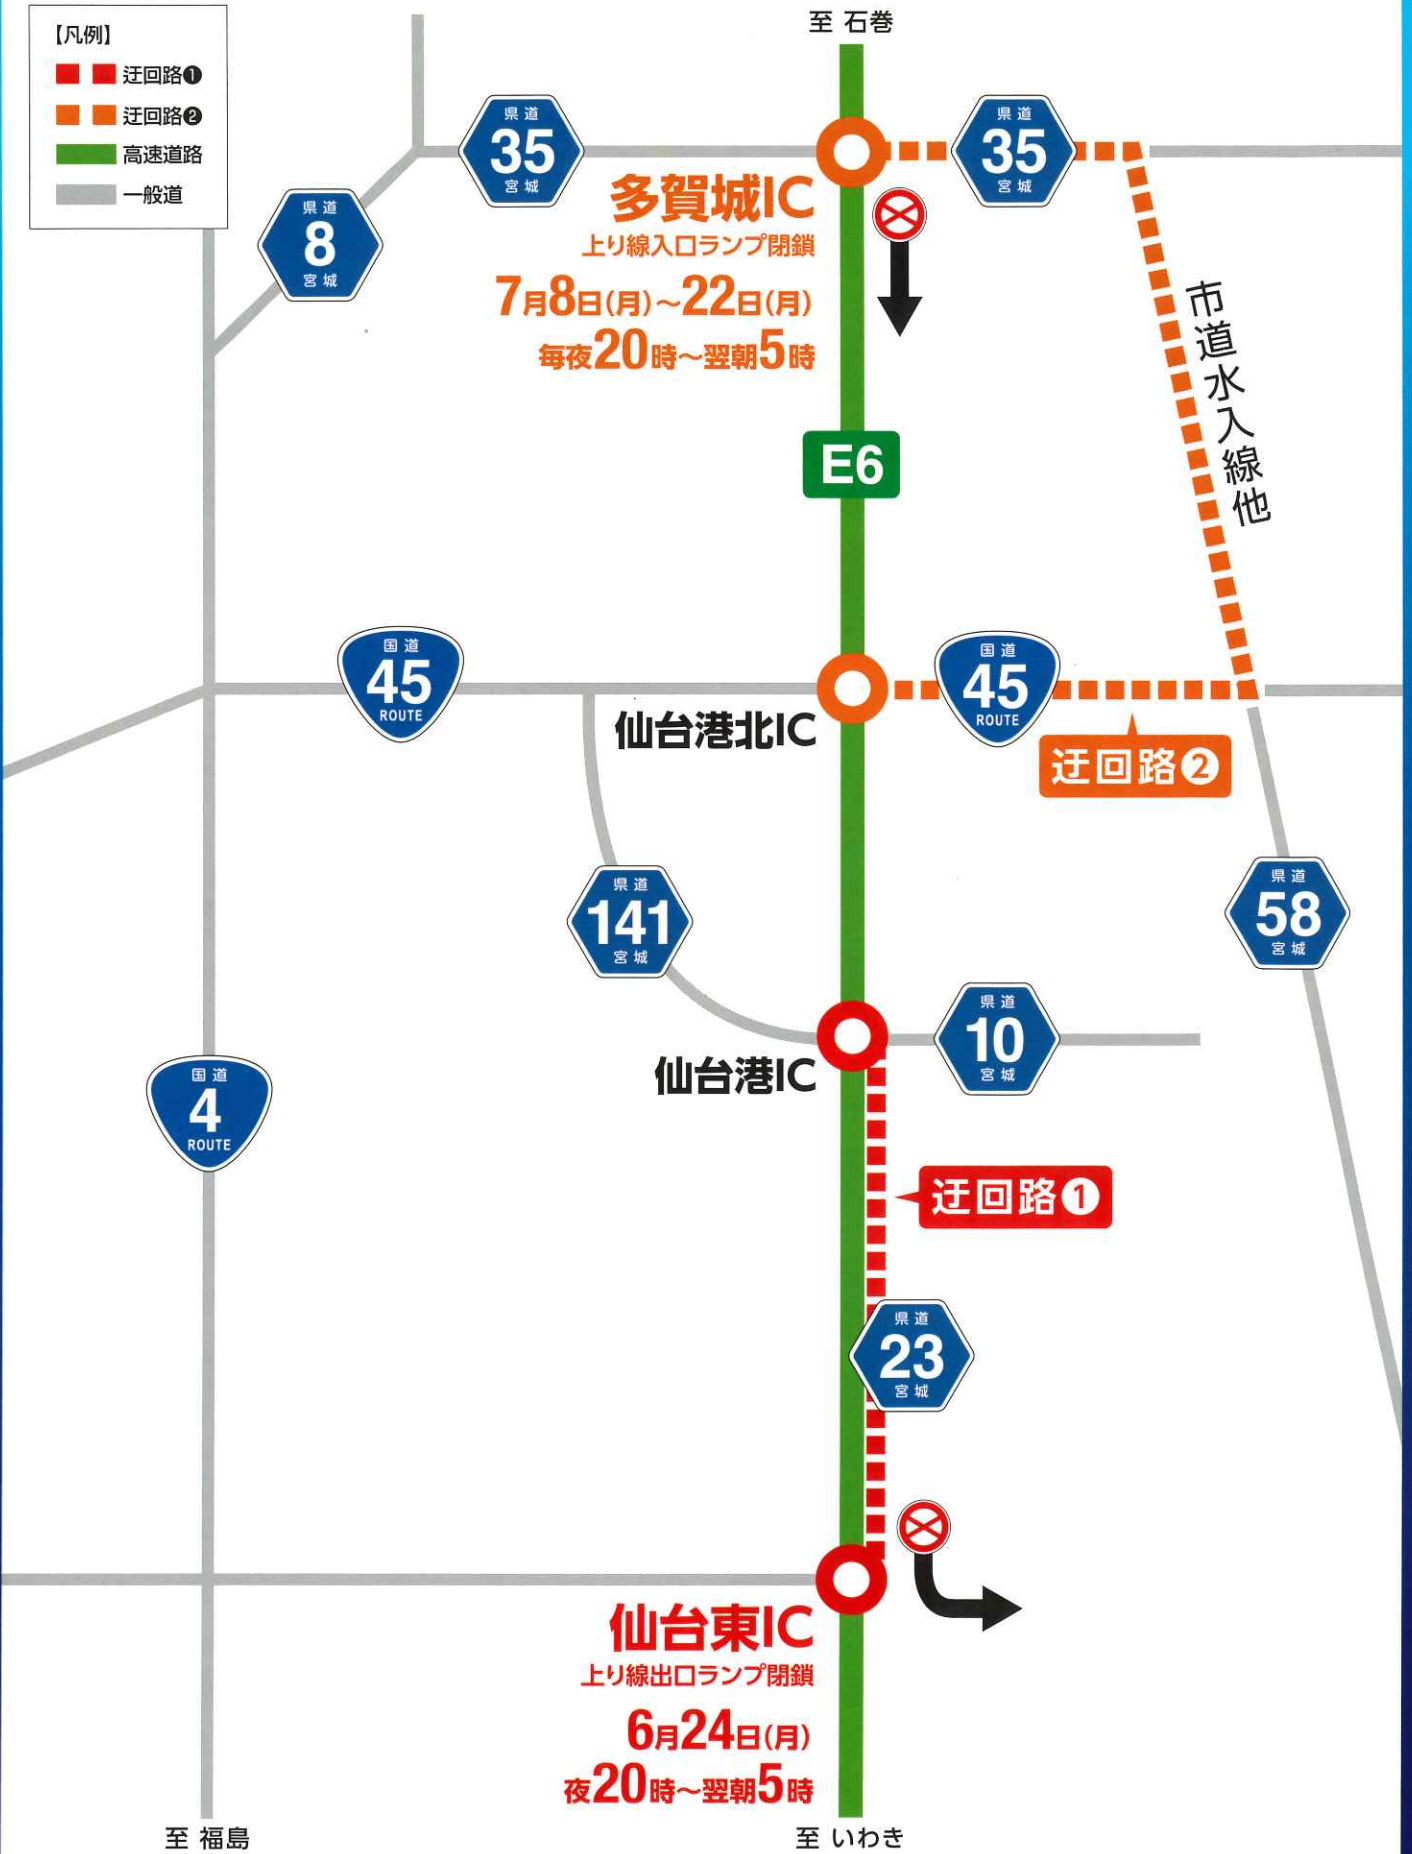 【凡例】
迂回路❶
迂回路❷
高速道路
一般道
至 石巻
県道
35
宮城
県道
35
宮城
県道
8
宮城
多賀城IC
上り線入口ランプ閉鎖
7月8日(月)～22日(月)
毎夜20時～翌朝5時
市道水入線他
E6
国道
45
ROUTE
国道
45
ROUTE
仙台港北IC
迂回路❷
県道
141
宮城
県道
58
宮城
県道
10
宮城
仙台港IC
国道
4
ROUTE
迂回路❶
県道
23
宮城
仙台東IC
上り線出口ランプ閉鎖
6月24日(月)
夜20時～翌朝5時
至 福島
至 いわき